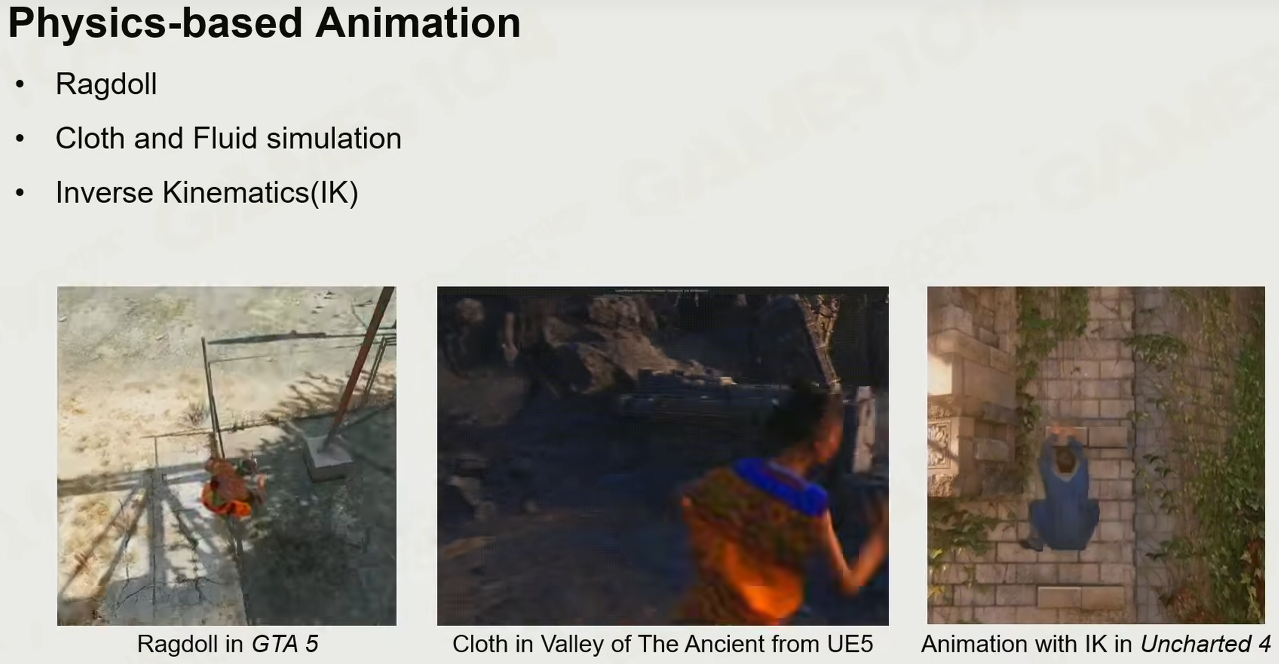 Physics-based Animation
• Ragdoll
• Cloth and Fluid simulation
• Inverse Kinematics(IK)
Ragdoll in GTA 5
Cloth in Valley of The Ancient from UE5
Animation with IK in Uncharted 4